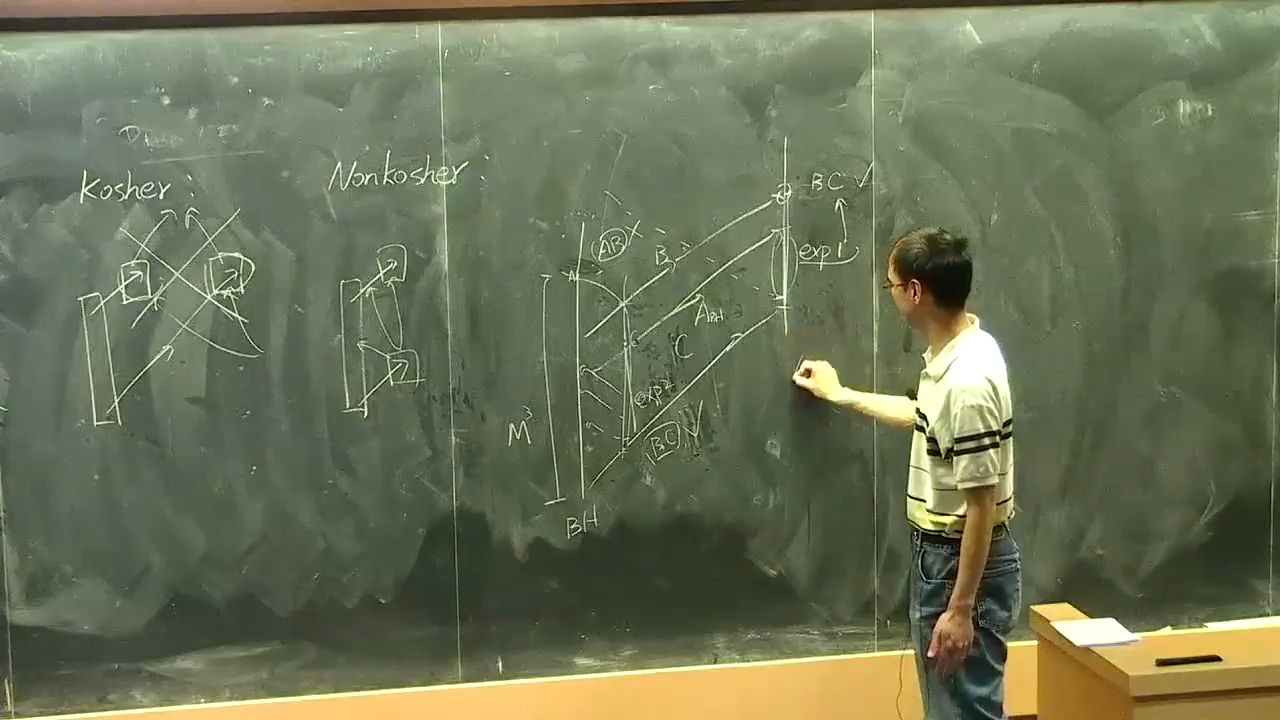 Kosher :
Nonkosher :
BC ✓
(AB) X
B
exp 1
A
C
exp 2
(BC) ✓
M³
BH